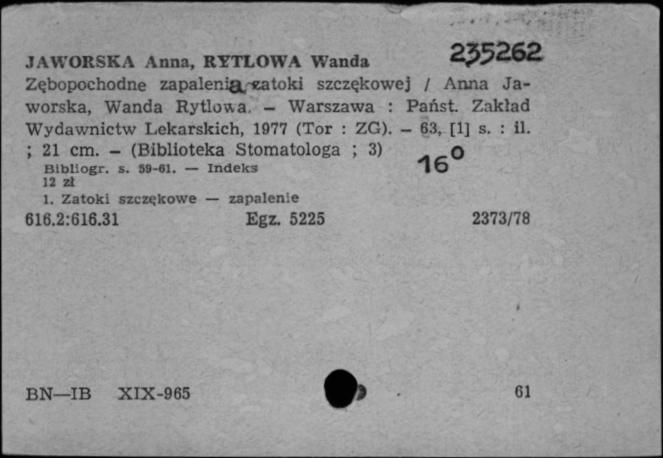 JAWORSKA Anna, RYTLOWA Wanda 235262
Zębopochodne zapalenia zatoki szczękowej / Anna Ja-
worska, Wanda Rytlowa. — Warszawa : Państ. Zakład
Wydawnictw Lekarskich, 1977 (Tor : ZG). — 63, [1] s. : il.
; 21 cm. — (Biblioteka Stomatologa ; 3) 16⁰
Bibliogr. s. 59-61. — Indeks
12 zł
1. Zatoki szczękowe — zapalenie
616.2:616.31 Egz. 5225 2373/78
BN—IB XIX-965 61